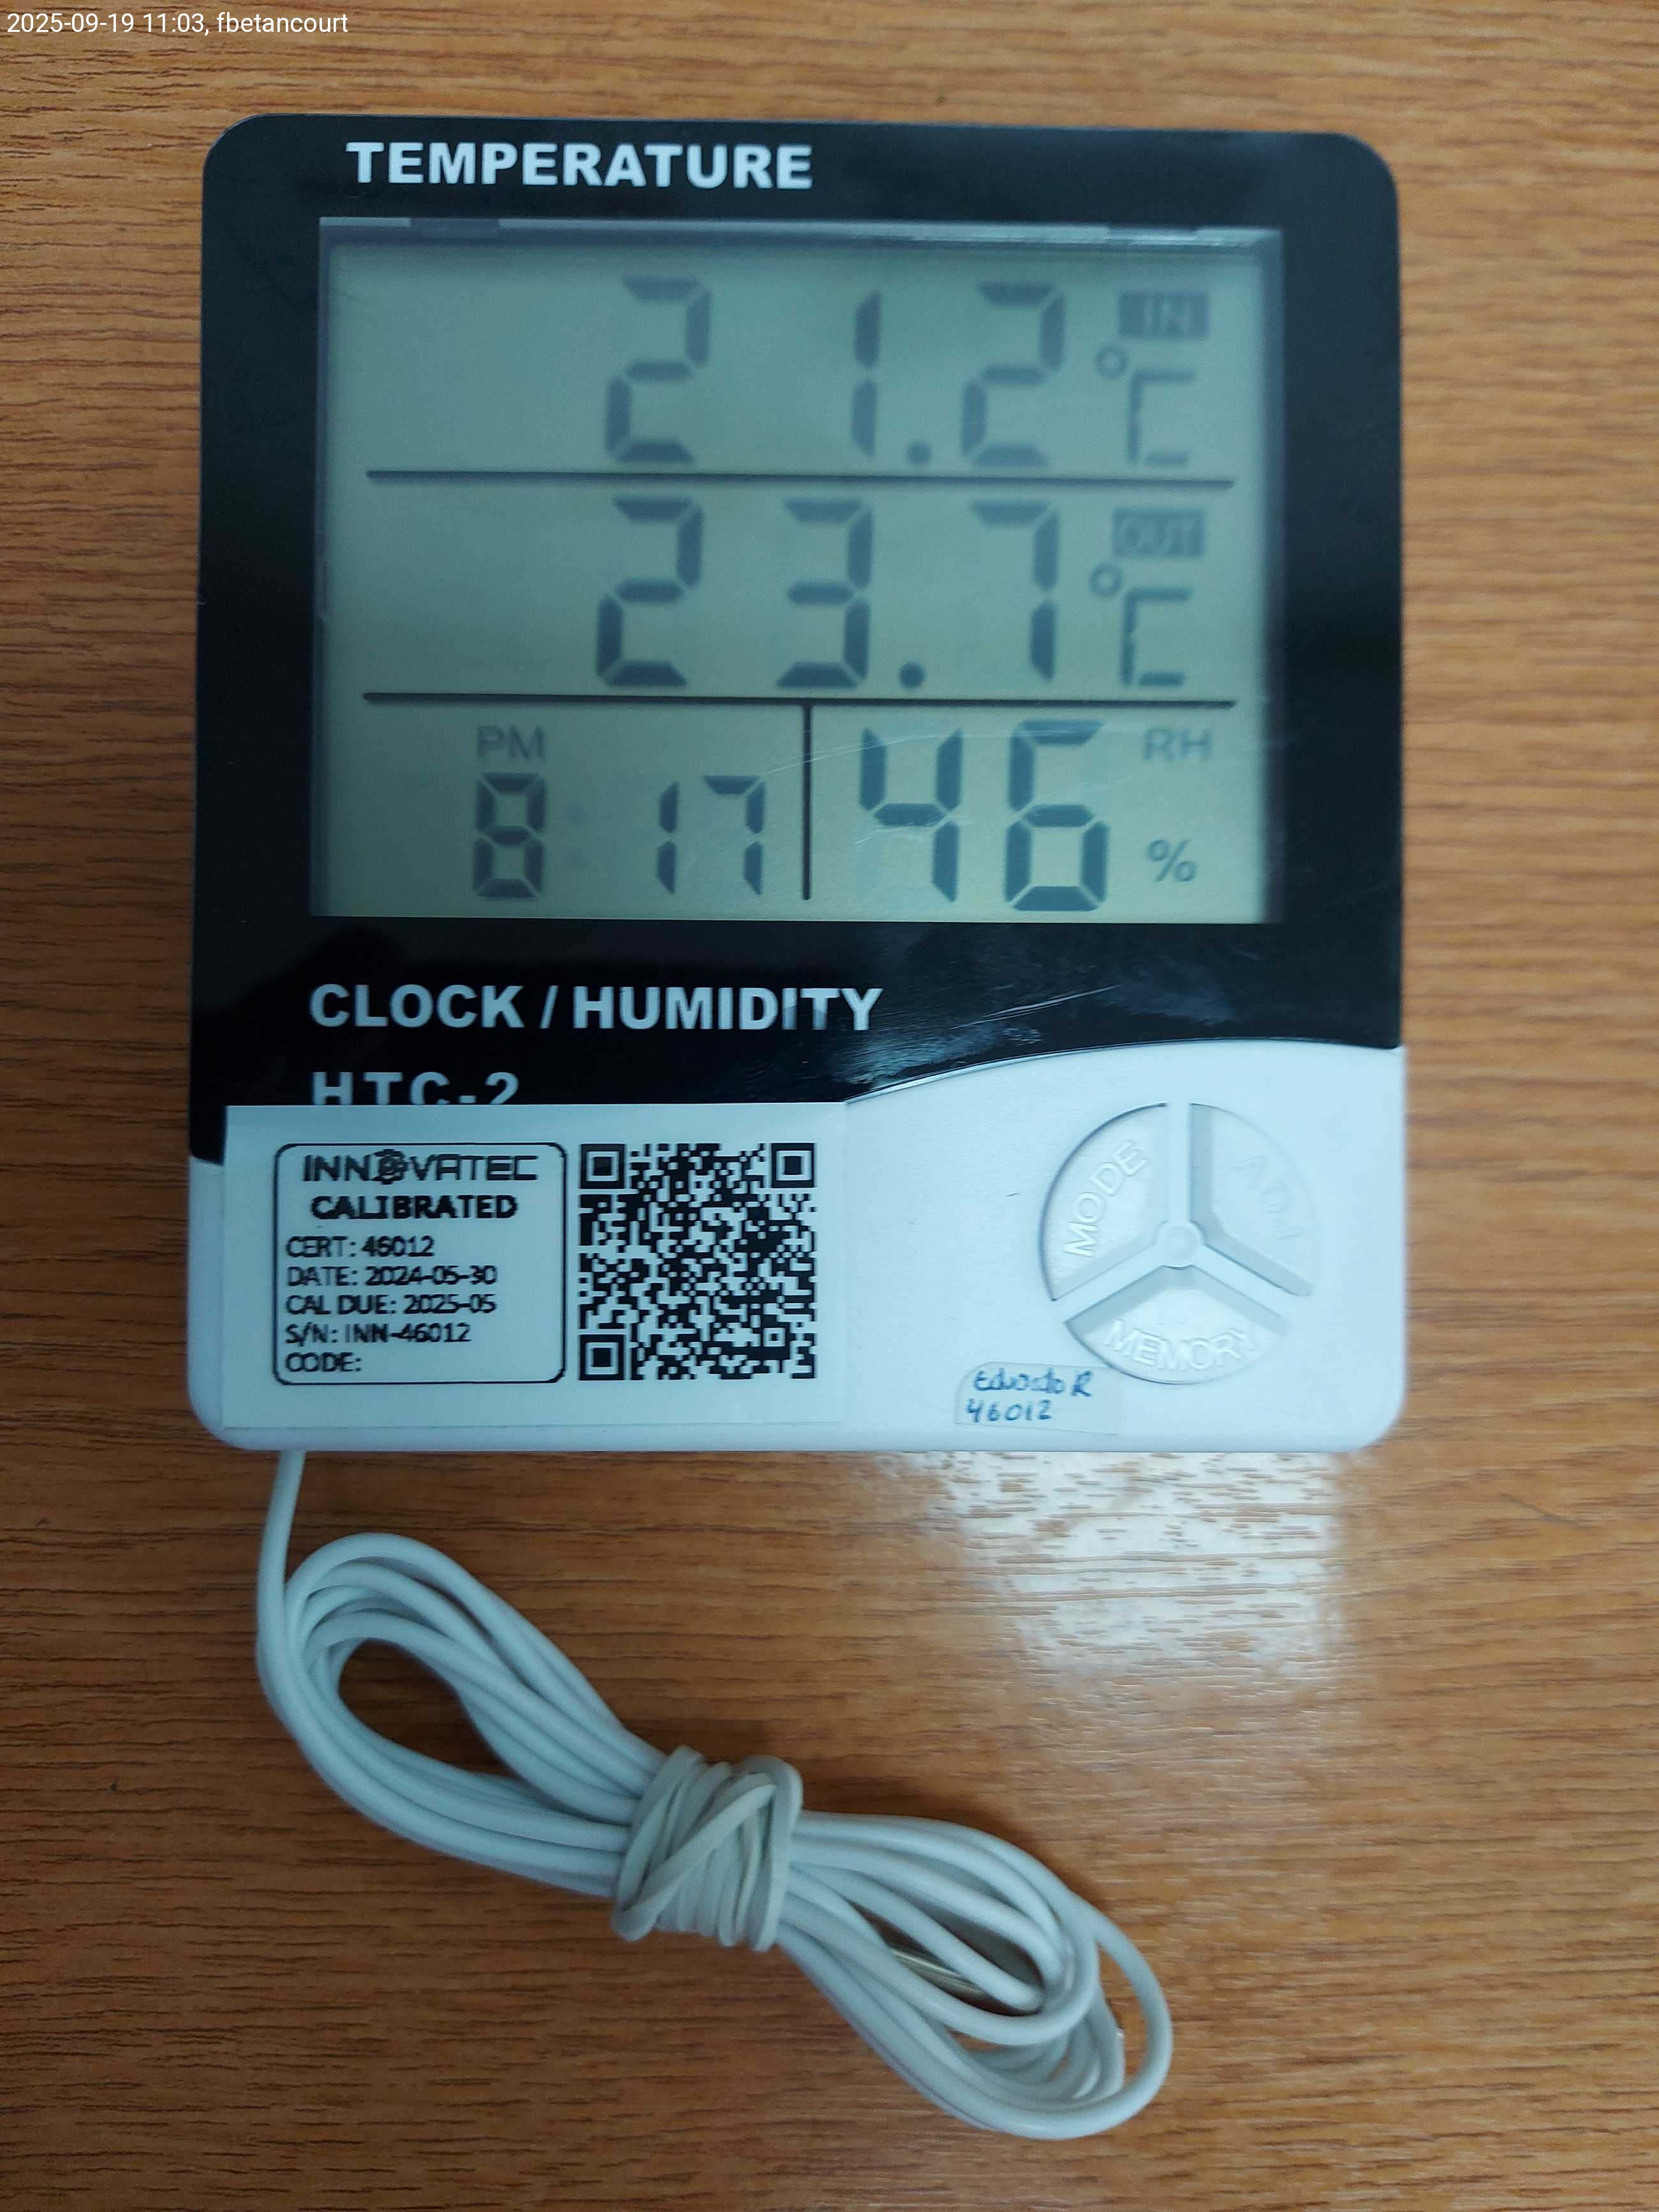 2025-09-19 11:03, fbetancourt
TEMPERATURE
21.2 °C IN
23.7 °C OUT
PM 8:17
46 % RH
CLOCK / HUMIDITY
HTC-2
INNOVATEC
CALIBRATED
CERT: 46012
DATE: 2024-05-30
CAL DUE: 2025-05
S/N: INN-46012
CODE:
MODE
ADJ
MEMORY
Eduardo R
46012